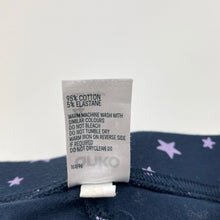 95% COTTON
5% ELASTANE
WARM MACHINE WASH WITH
SIMILAR COLOURS
DO NOT BLEACH
DO NOT TUMBLE DRY
WARM IRON ON REVERSE SIDE
IF REQUIRED
DO NOT DRYCLEAN